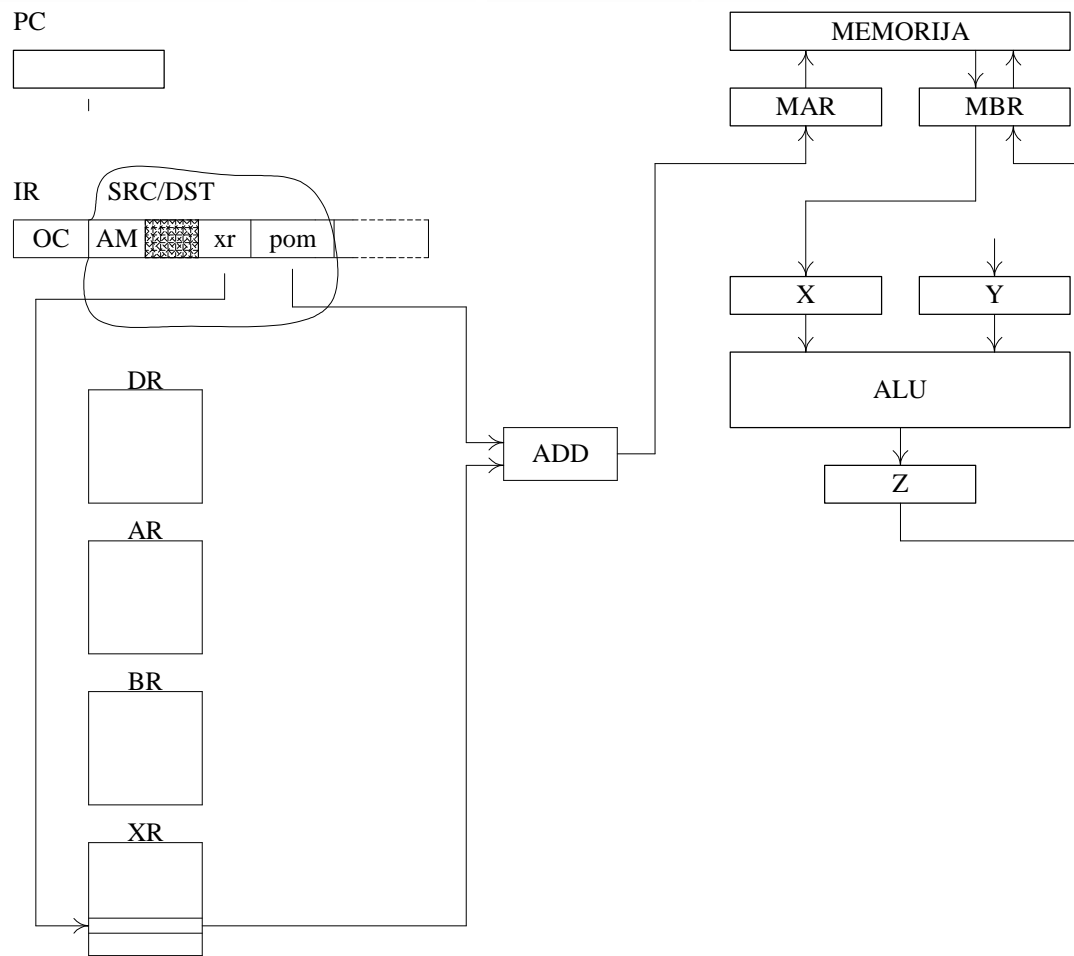 PC
MEMORIJA
MAR MBR
IR SRC/DST
OC AM xr pom
X Y
DR
ALU
ADD
Z
AR
BR
XR